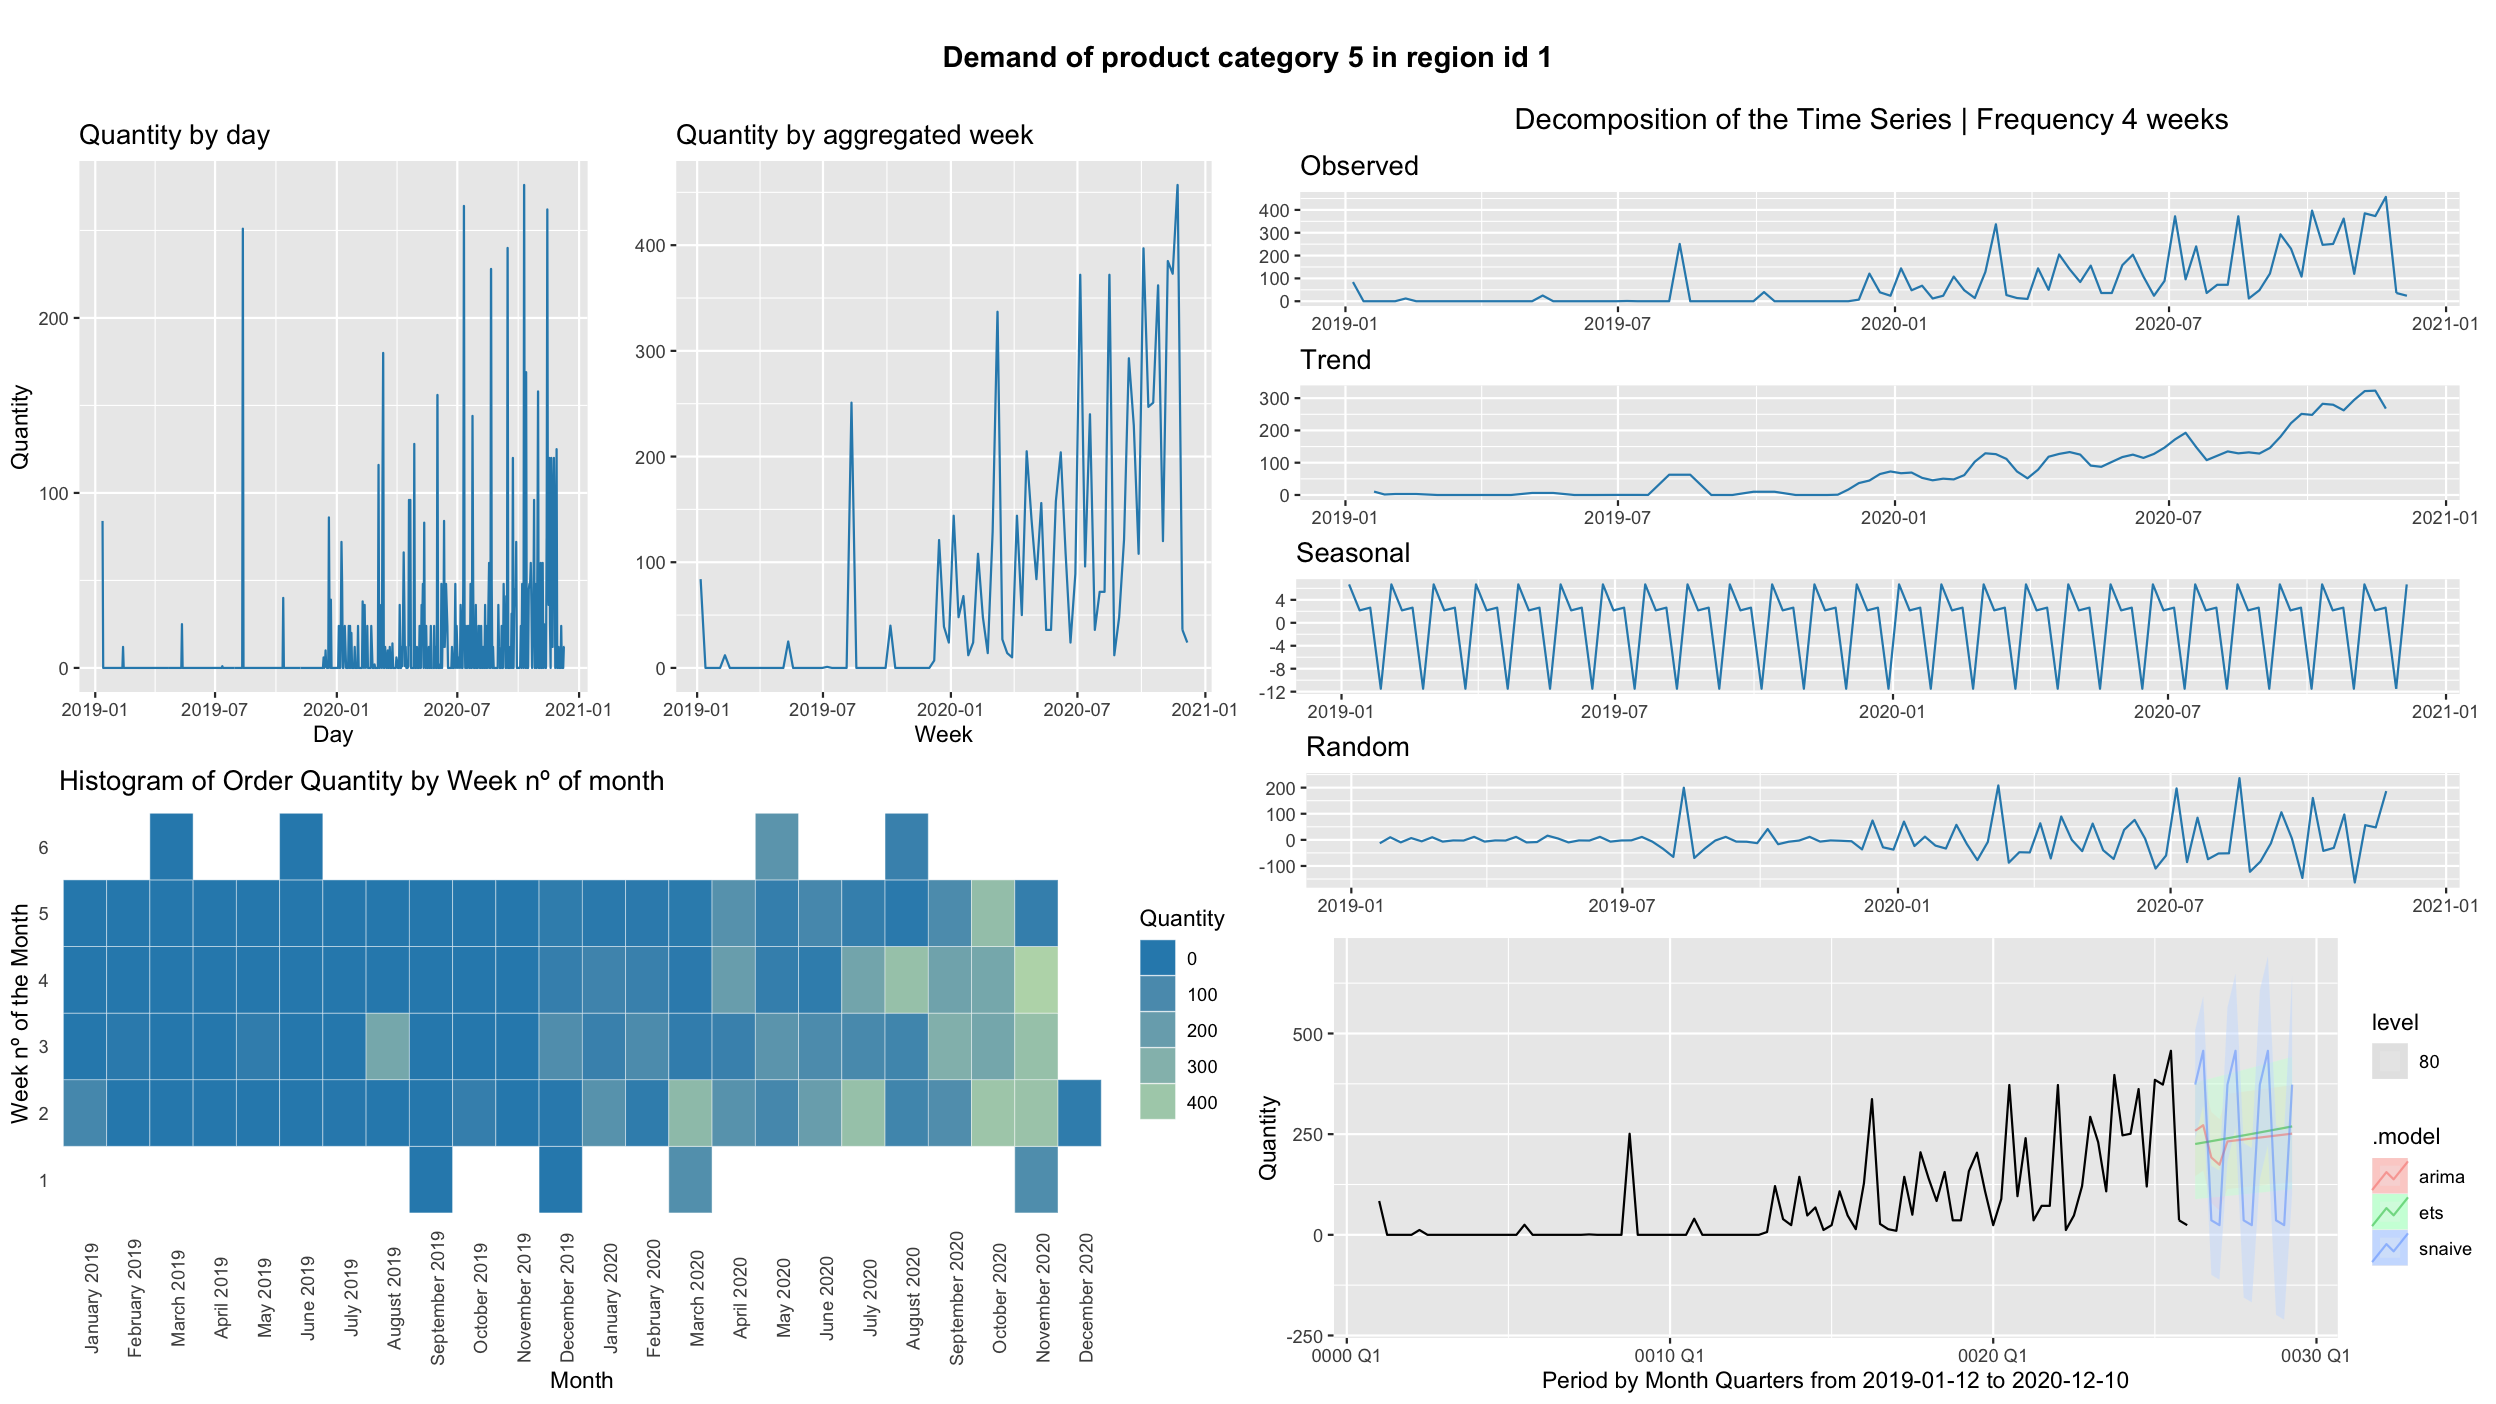 Demand of product category 5 in region id 1
Quantity by day
Quantity
200
100
0
2019-01 2019-07 2020-01 2020-07 2021-01
Day
Quantity by aggregated week
400
300
200
100
0
2019-01 2019-07 2020-01 2020-07 2021-01
Week
Histogram of Order Quantity by Week nº of month
Week nº of the Month
6
5
4
3
2
1
January 2019
February 2019
March 2019
April 2019
May 2019
June 2019
July 2019
August 2019
September 2019
October 2019
November 2019
December 2019
January 2020
February 2020
March 2020
April 2020
May 2020
June 2020
July 2020
August 2020
September 2020
October 2020
November 2020
December 2020
Month
Quantity
0
100
200
300
400
Decomposition of the Time Series | Frequency 4 weeks
Observed
400
300
200
100
0
2019-01 2019-07 2020-01 2020-07 2021-01
Trend
300
200
100
0
2019-01 2019-07 2020-01 2020-07 2021-01
Seasonal
4
0
-4
-8
-12
2019-01 2019-07 2020-01 2020-07 2021-01
Random
200
100
0
-100
2019-01 2019-07 2020-01 2020-07 2021-01
Quantity
500
250
0
-250
0000 Q1 0010 Q1 0020 Q1 0030 Q1
Period by Month Quarters from 2019-01-12 to 2020-12-10
level
80
.model
arima
ets
snaive